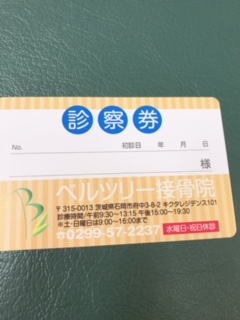 診察券
No. 初診日 年 月 日
様
ベルツリー接骨院
〒315-0013 茨城県石岡市府中3-8-2 キクタレジデンス101
診療時間/午前9:30~13:15 午後15:00~19:30
※土・日曜日は9:00~16:00まで
☎0299-57-2237 水曜日・祝日休診